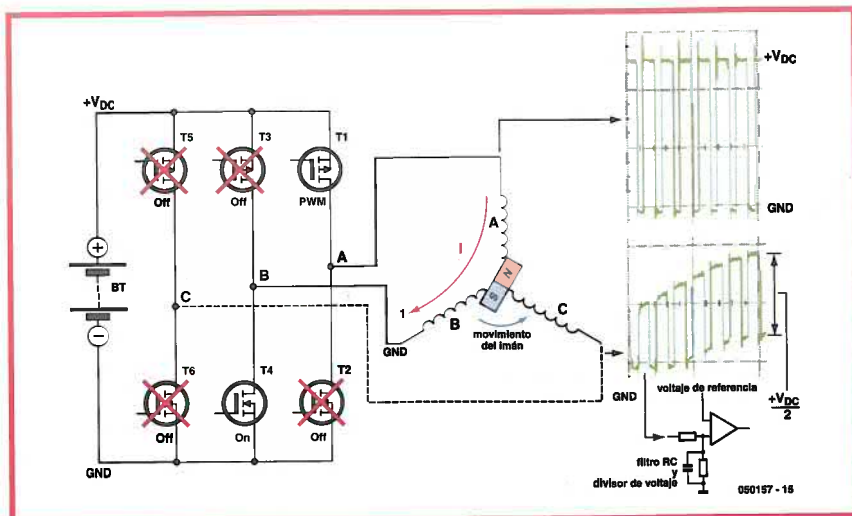 +VDC
T5
T3
T1
Off
Off
PWM
A
B
C
BT
+
−
T6
T4
T2
Off
On
Off
GND
I
A
N
S
B
C
1
GND
movimiento
del imán
+VDC
GND
GND
+VDC
2
voltaje de referencia
filtro RC
y
divisor de voltaje
050157 - 15